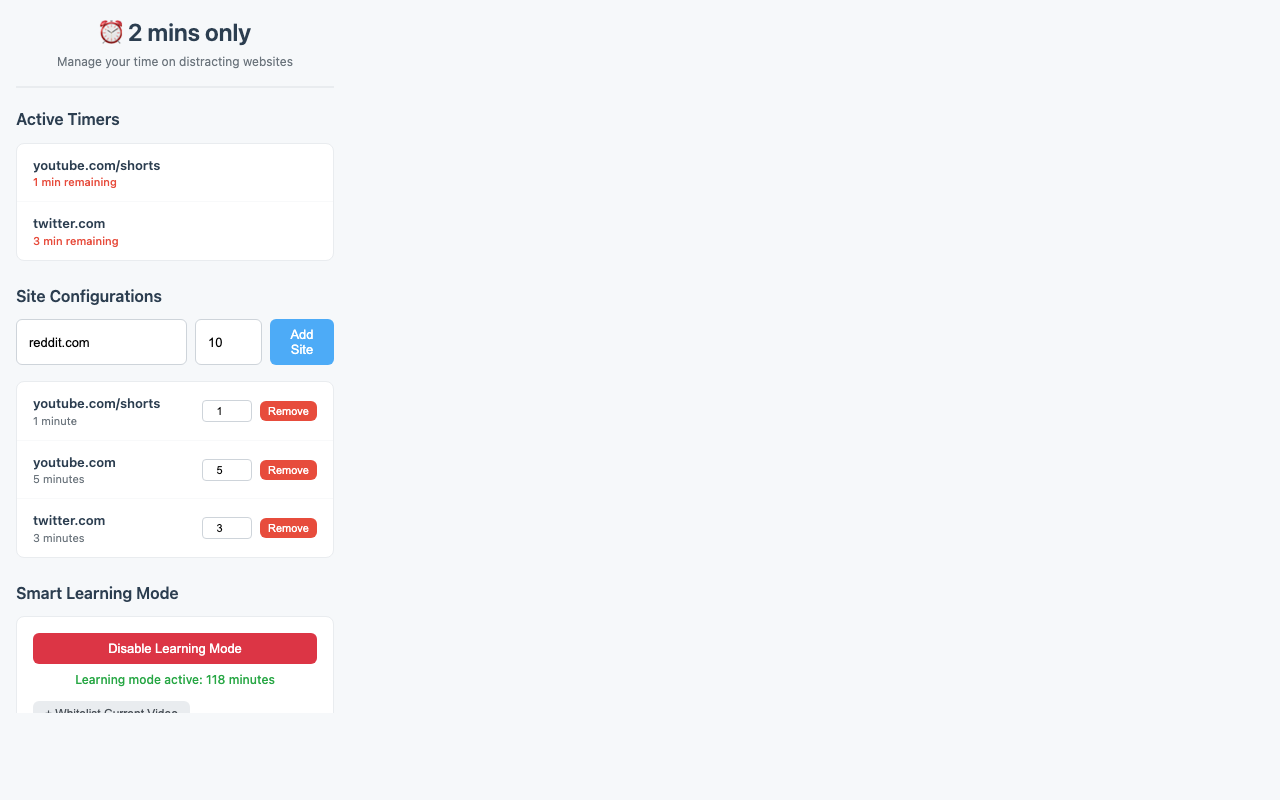 ⏰ 2 mins only
Manage your time on distracting websites
Active Timers
youtube.com/shorts
1 min remaining
twitter.com
3 min remaining
Site Configurations
reddit.com 10 Add Site
youtube.com/shorts
1 minute
1 Remove
youtube.com
5 minutes
5 Remove
twitter.com
3 minutes
3 Remove
Smart Learning Mode
Disable Learning Mode
Learning mode active: 118 minutes
+ Whitelist Current Video